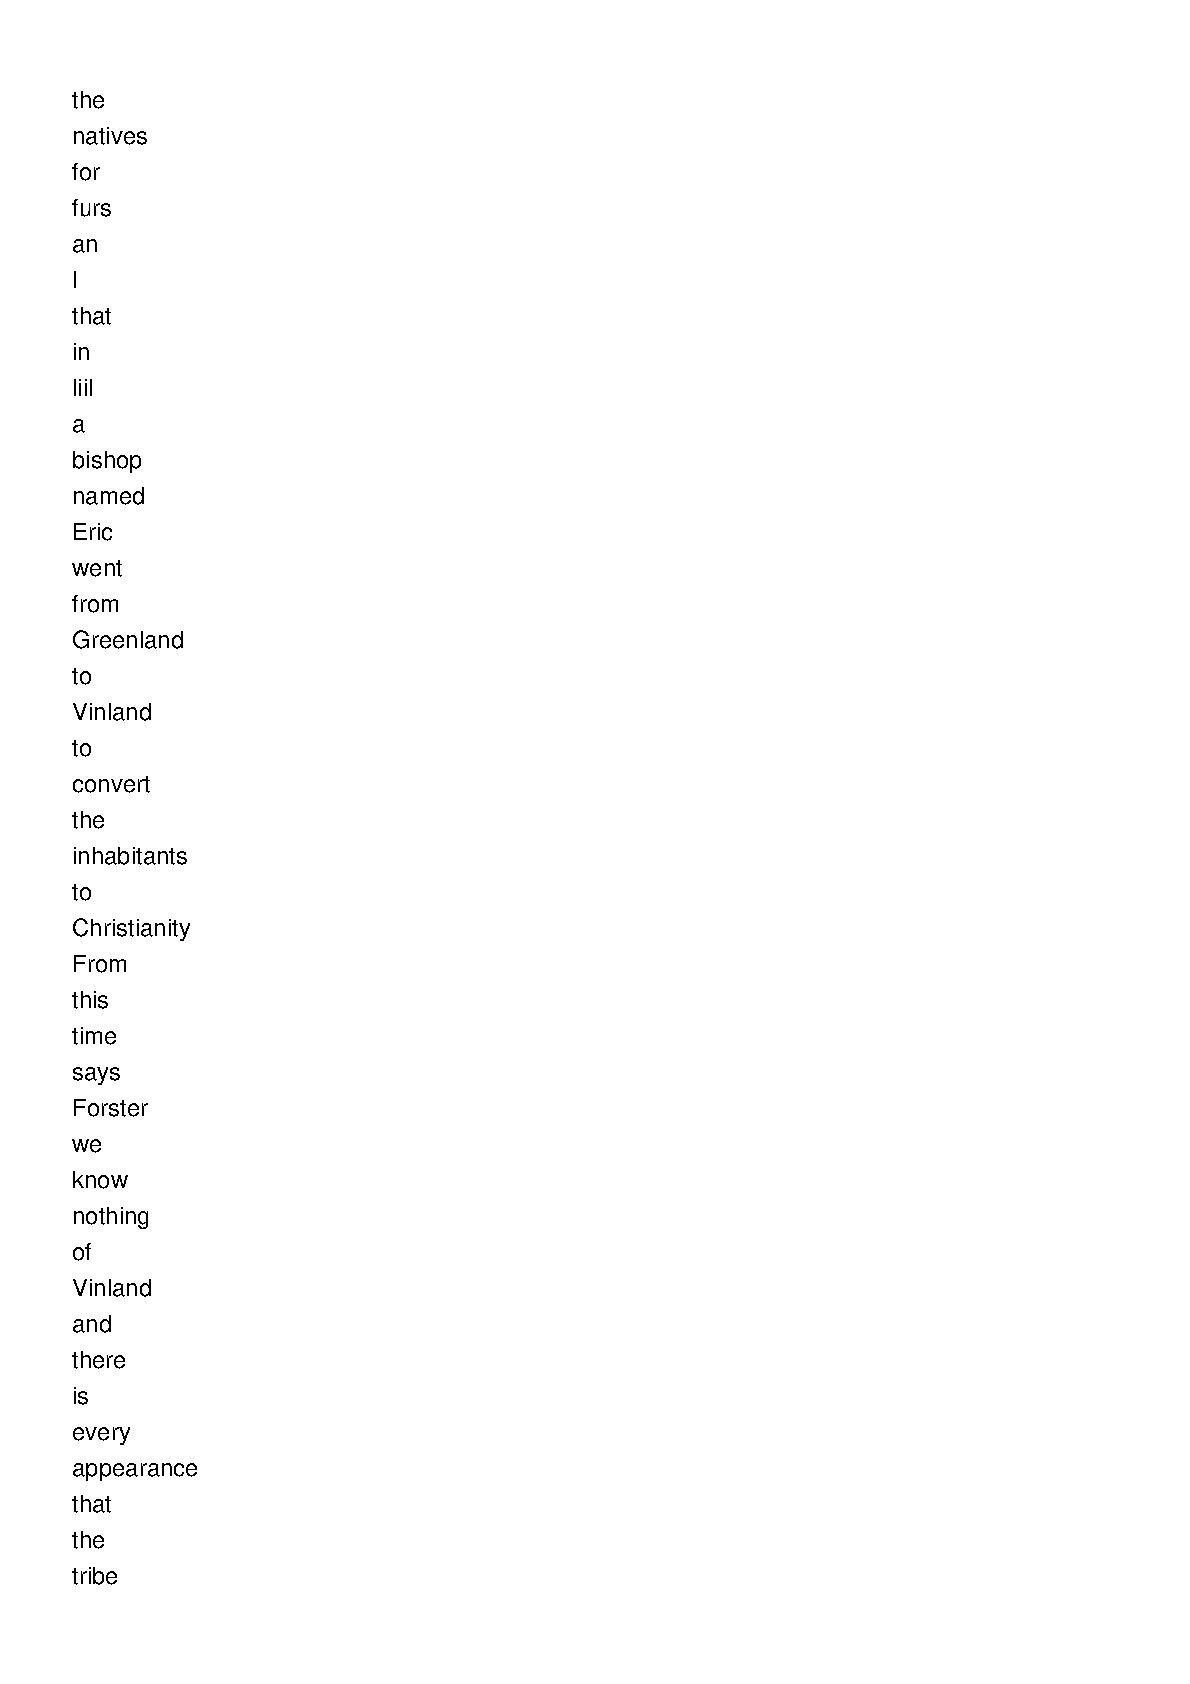 the
natives
for
furs
an
l
that
in
liil
a
bishop
named
Eric
went
from
Greenland
to
Vinland
to
convert
the
inhabitants
to
Christianity
From
this
time
says
Forster
we
know
nothing
of
Vinland
and
there
is
every
appearance
that
the
tribe